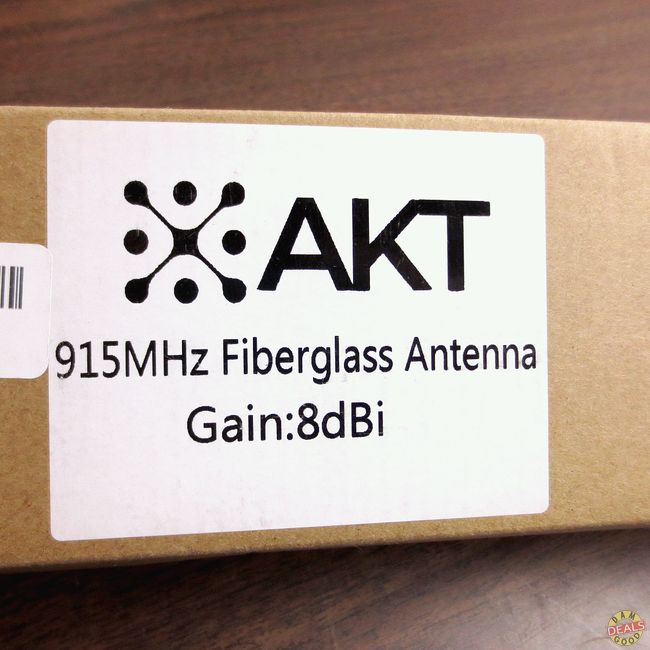 AKT
915MHz Fiberglass Antenna
Gain:8dBi
DAM
DEALS
GOOD